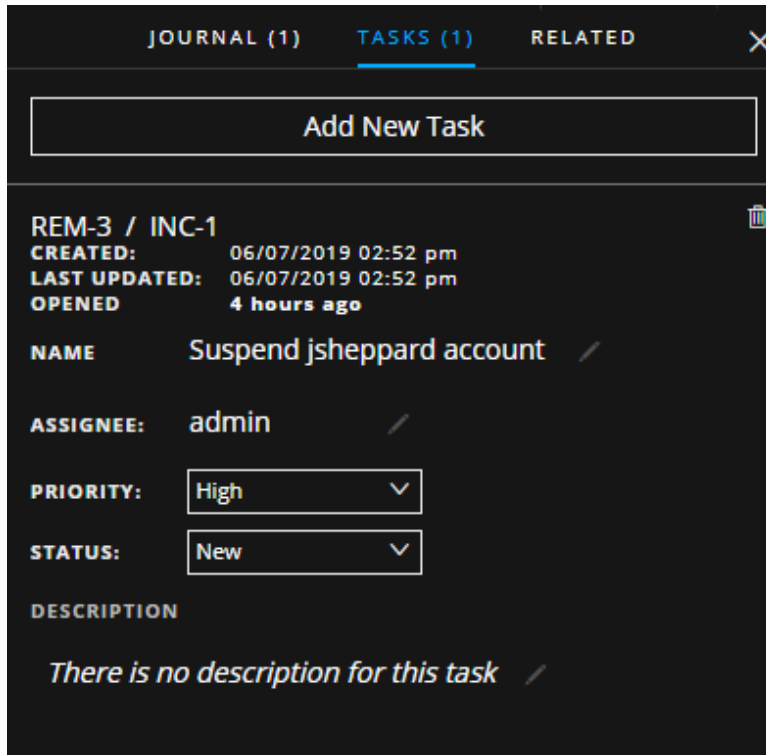 JOURNAL (1) TASKS (1) RELATED
Add New Task
REM-3 / INC-1
CREATED: 06/07/2019 02:52 pm
LAST UPDATED: 06/07/2019 02:52 pm
OPENED 4 hours ago
NAME Suspend jsheppard account
ASSIGNEE: admin
PRIORITY: High
STATUS: New
DESCRIPTION
There is no description for this task